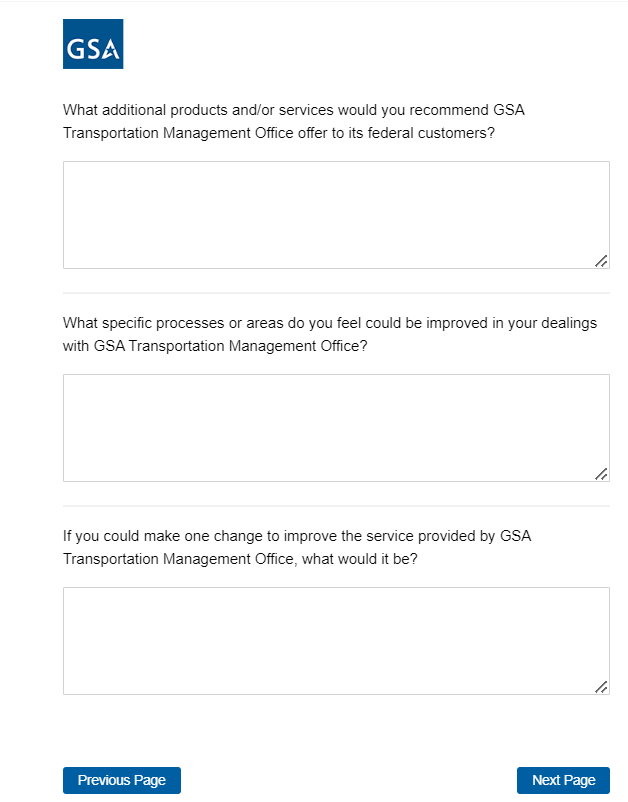 GSA
What additional products and/or services would you recommend GSA
Transportation Management Office offer to its federal customers?
What specific processes or areas do you feel could be improved in your dealings
with GSA Transportation Management Office?
If you could make one change to improve the service provided by GSA
Transportation Management Office, what would it be?
Previous Page
Next Page